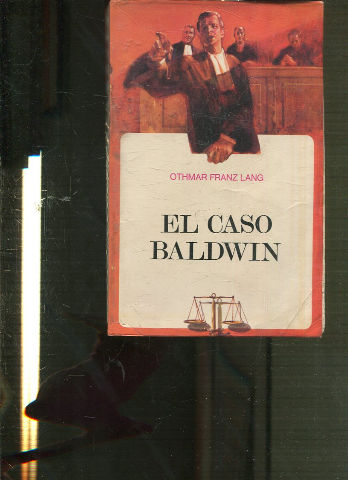 OTHMAR FRANZ LANG
EL CASO
BALDWIN